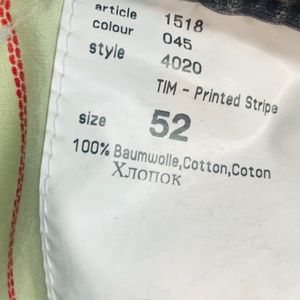 article 1518
colour 045
style 4020
TIM - Printed Stripe
size 52
100% Baumwolle,Cotton,Coton
Хлопок